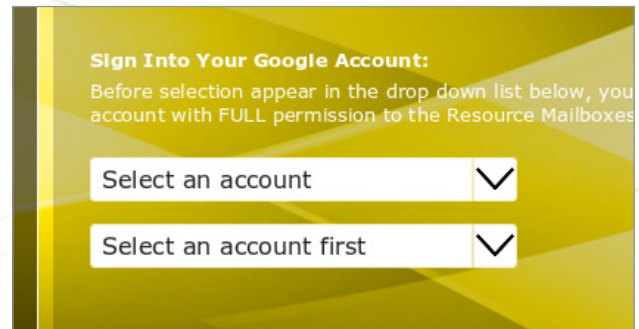 Sign Into Your Google Account:
Before selection appear in the drop down list below, you
account with FULL permission to the Resource Mailboxes
Select an account
Select an account first